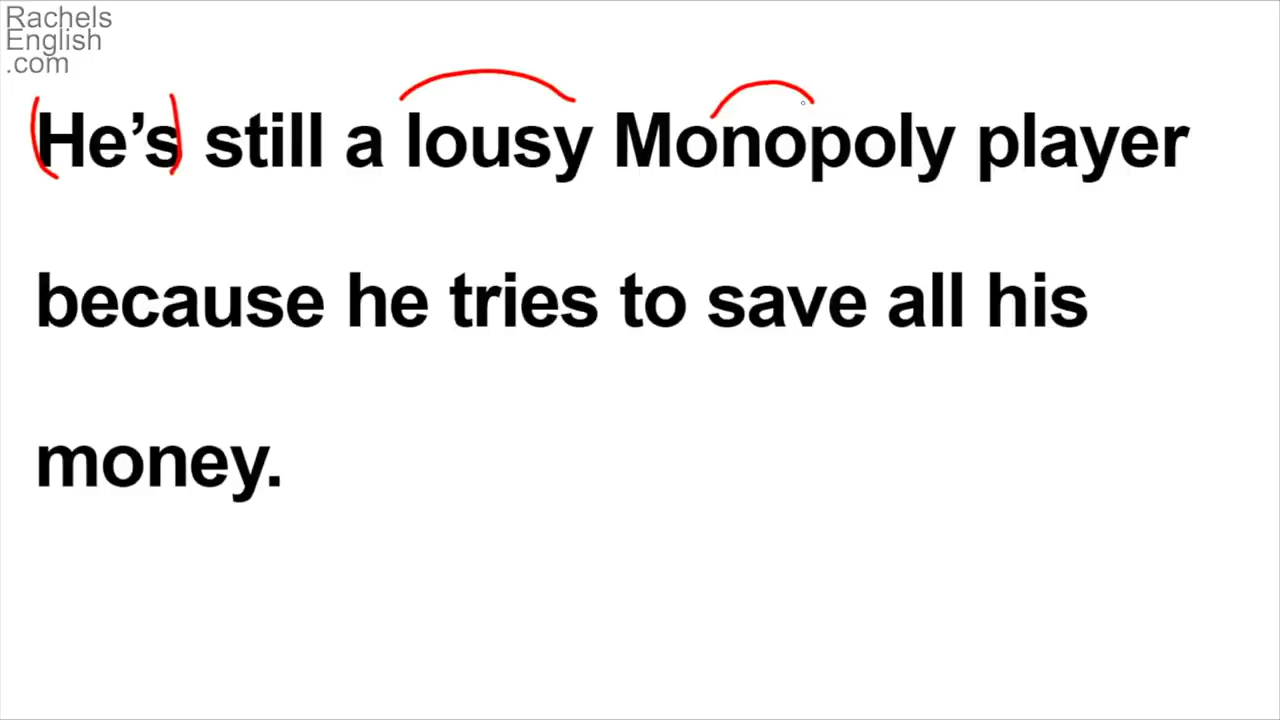 Rachels
English
.com
He’s still a lousy Monopoly player
because he tries to save all his
money.